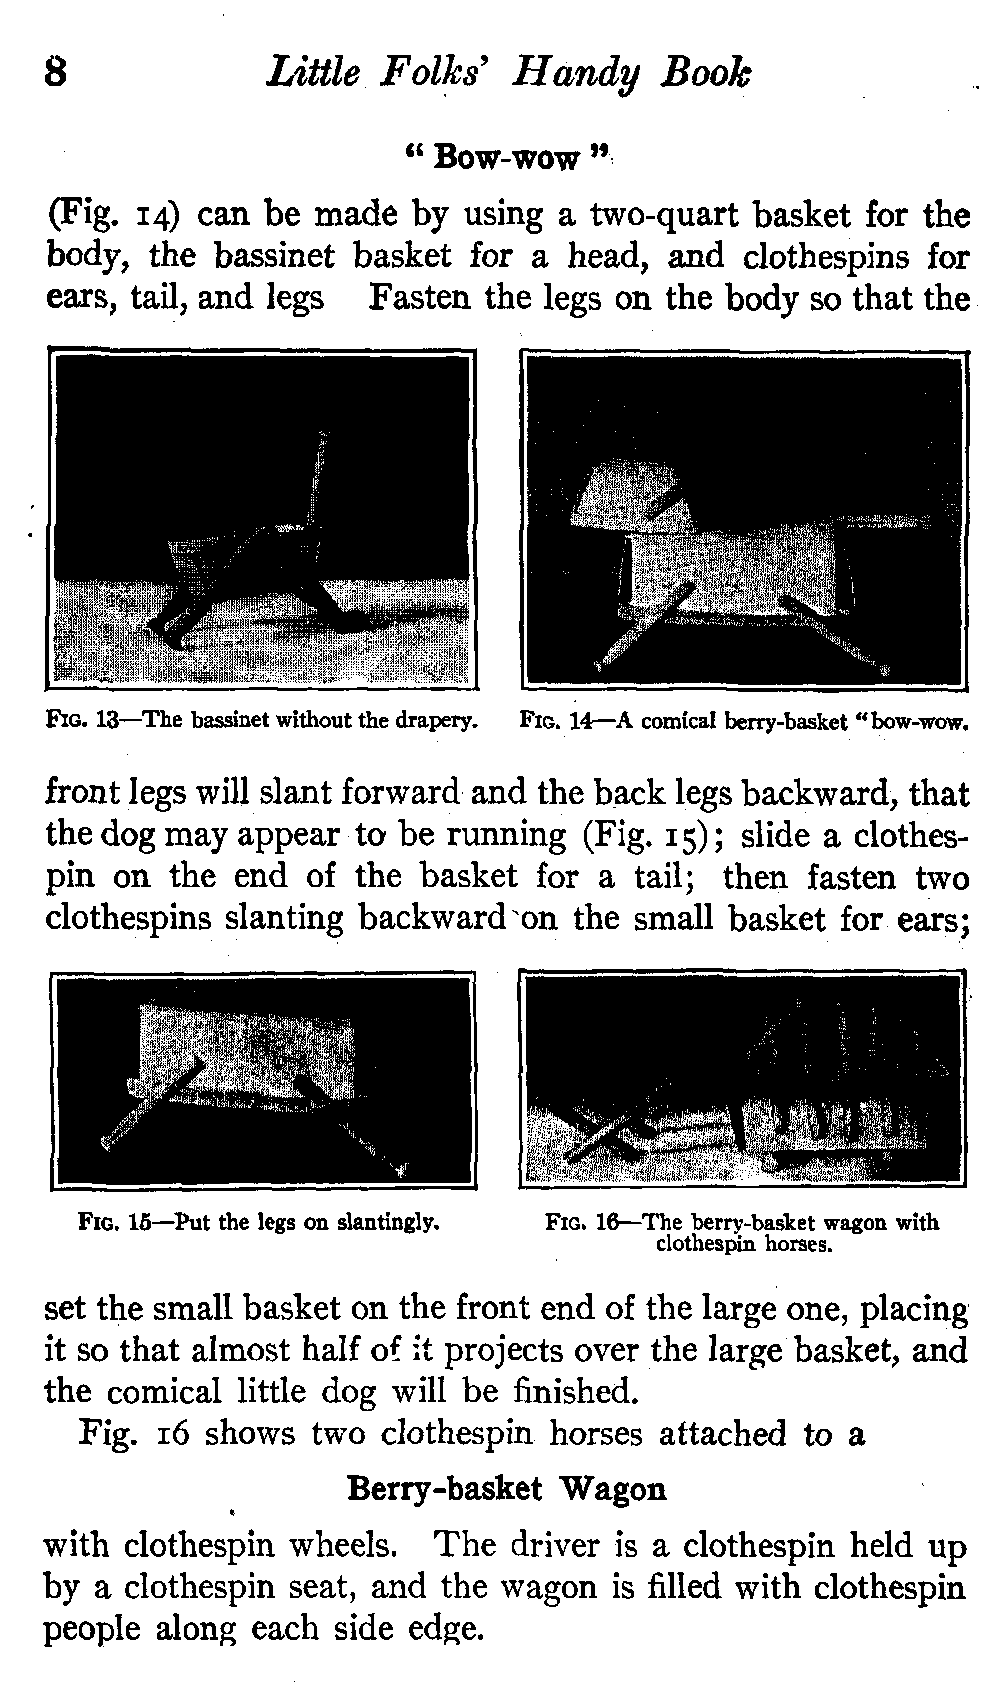 8 Little Folks' Handy Book
“ Bow-wow ”
(Fig. 14) can be made by using a two-quart basket for the
body, the bassinet basket for a head, and clothespins for
ears, tail, and legs Fasten the legs on the body so that the
FIG. 13—The bassinet without the drapery.
FIG. 14—A comical berry-basket “bow-wow.
front legs will slant forward and the back legs backward, that
the dog may appear to be running (Fig. 15); slide a clothes-
pin on the end of the basket for a tail; then fasten two
clothespins slanting backward on the small basket for ears;
FIG. 15—Put the legs on slantingly.
FIG. 16—The berry-basket wagon with
clothespin horses.
set the small basket on the front end of the large one, placing
it so that almost half of it projects over the large basket, and
the comical little dog will be finished.
Fig. 16 shows two clothespin horses attached to a
Berry-basket Wagon
with clothespin wheels. The driver is a clothespin held up
by a clothespin seat, and the wagon is filled with clothespin
people along each side edge.